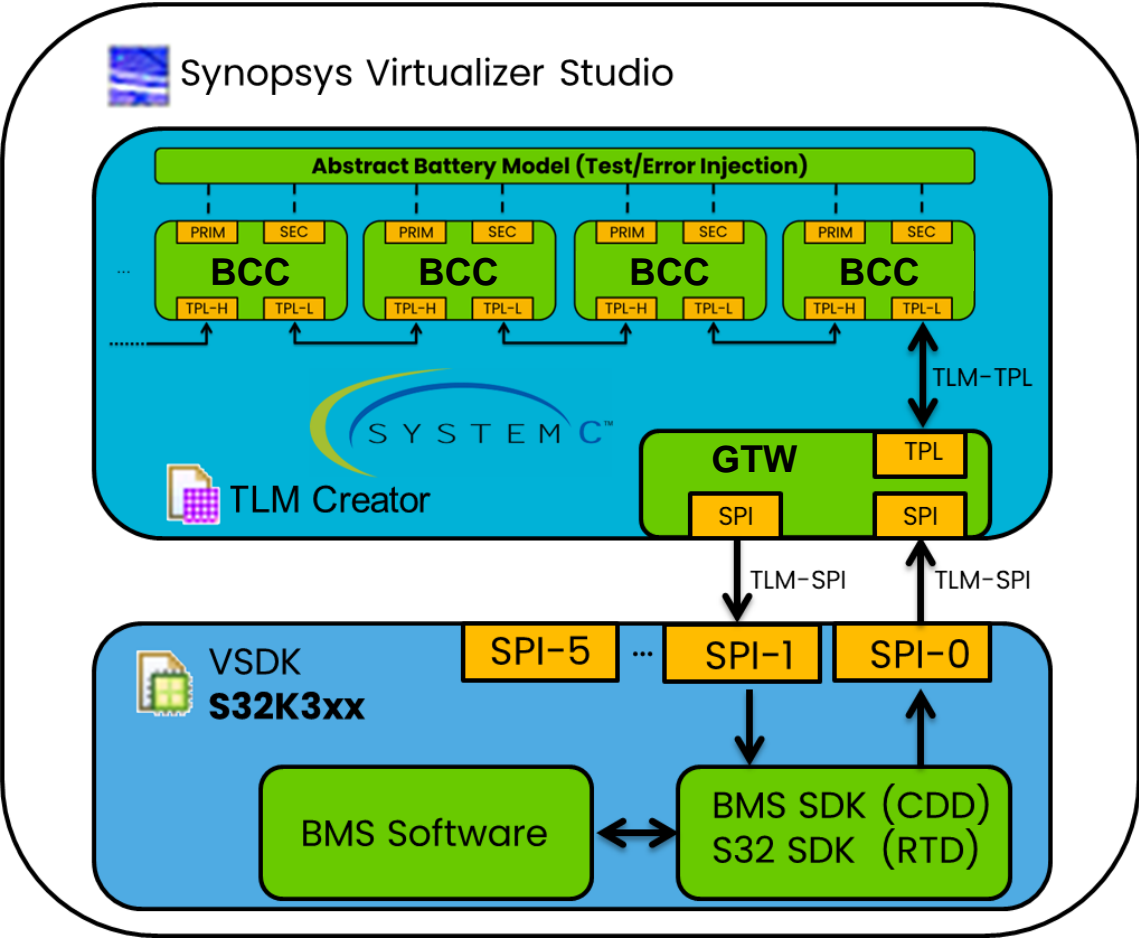 Synopsys Virtualizer Studio
Abstract Battery Model (Test/Error Injection)
PRIM SEC PRIM SEC PRIM SEC PRIM SEC
... BCC BCC BCC BCC
TPL-H TPL-L TPL-H TPL-L TPL-H TPL-L TPL-H TPL-L
TLM-TPL
SYSTEM C™
GTW TPL
TLM Creator
SPI SPI
TLM-SPI TLM-SPI
VSDK
S32K3xx
SPI-5 ... SPI-1 SPI-0
BMS Software
BMS SDK (CDD)
S32 SDK (RTD)